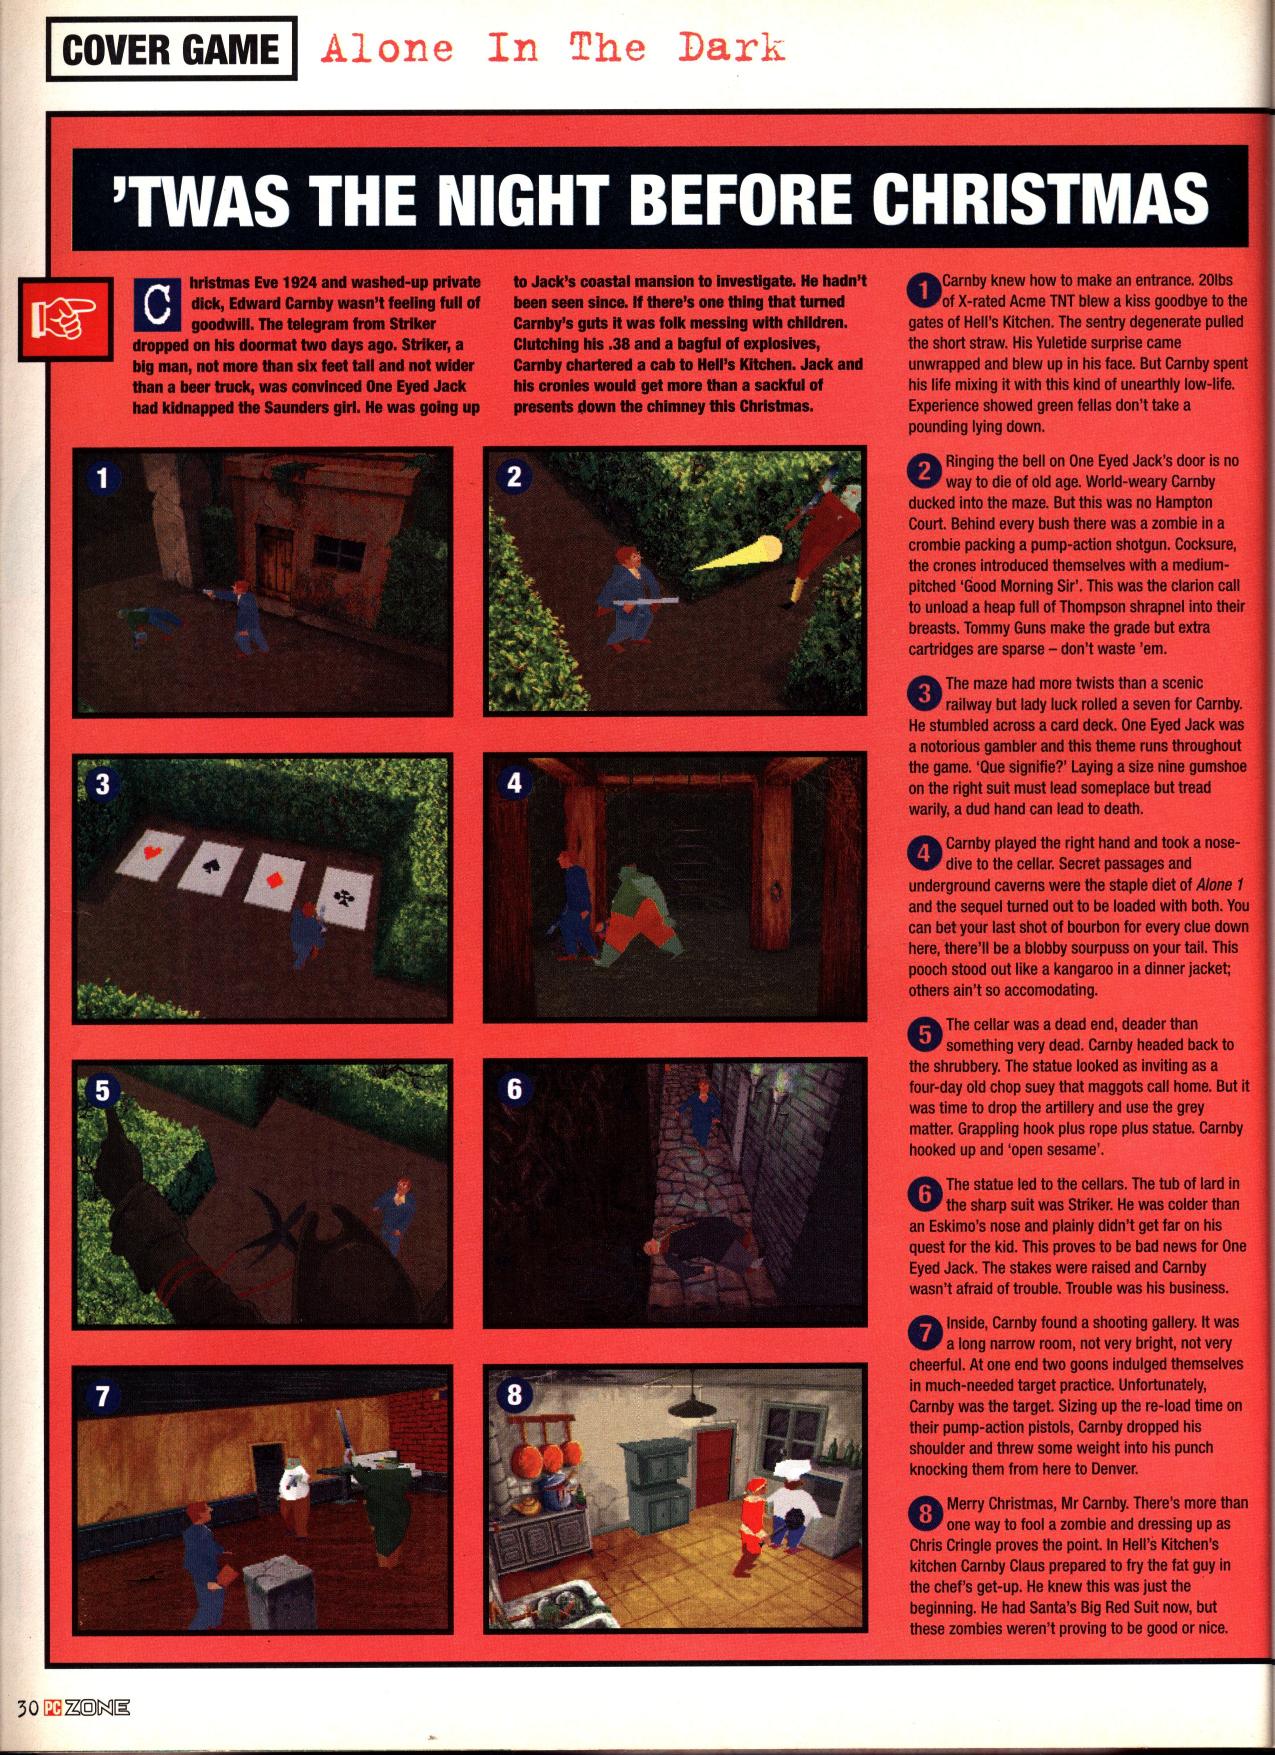 COVER GAME
Alone In The Dark
'TWAS THE NIGHT BEFORE CHRISTMAS
Christmas Eve 1924 and washed-up private
dick, Edward Carnby wasn't feeling full of
goodwill. The telegram from Striker
dropped on his doormat two days ago. Striker, a
big man, not more than six feet tall and not wider
than a beer truck, was convinced One Eyed Jack
had kidnapped the Saunders girl. He was going up
to Jack's coastal mansion to investigate. He hadn't
been seen since. If there's one thing that turned
Carnby's guts it was folk messing with children.
Clutching his .38 and a bagful of explosives,
Carnby chartered a cab to Hell's Kitchen. Jack and
his cronies would get more than a sackful of
presents down the chimney this Christmas.
1
2
3
4
5
6
7
8
1 Carnby knew how to make an entrance. 20lbs
of X-rated Acme TNT blew a kiss goodbye to the
gates of Hell's Kitchen. The sentry degenerate pulled
the short straw. His Yuletide surprise came
unwrapped and blew up in his face. But Carnby spent
his life mixing it with this kind of unearthly low-life.
Experience showed green fellas don't take a
pounding lying down.
2 Ringing the bell on One Eyed Jack's door is no
way to die of old age. World-weary Carnby
ducked into the maze. But this was no Hampton
Court. Behind every bush there was a zombie in a
crombie packing a pump-action shotgun. Cocksure,
the crones introduced themselves with a medium-
pitched 'Good Morning Sir'. This was the clarion call
to unload a heap full of Thompson shrapnel into their
breasts. Tommy Guns make the grade but extra
cartridges are sparse – don't waste 'em.
3 The maze had more twists than a scenic
railway but lady luck rolled a seven for Carnby.
He stumbled across a card deck. One Eyed Jack was
a notorious gambler and this theme runs throughout
the game. 'Que signifie?' Laying a size nine gumshoe
on the right suit must lead someplace but tread
warily, a dud hand can lead to death.
4 Carnby played the right hand and took a nose-
dive to the cellar. Secret passages and
underground caverns were the staple diet of Alone 1
and the sequel turned out to be loaded with both. You
can bet your last shot of bourbon for every clue down
here, there'll be a blobby sourpuss on your tail. This
pooch stood out like a kangaroo in a dinner jacket;
others ain't so accomodating.
5 The cellar was a dead end, deader than
something very dead. Carnby headed back to
the shrubbery. The statue looked as inviting as a
four-day old chop suey that maggots call home. But it
was time to drop the artillery and use the grey
matter. Grappling hook plus rope plus statue. Carnby
hooked up and 'open sesame'.
6 The statue led to the cellars. The tub of lard in
the sharp suit was Striker. He was colder than
an Eskimo's nose and plainly didn't get far on his
quest for the kid. This proves to be bad news for One
Eyed Jack. The stakes were raised and Carnby
wasn't afraid of trouble. Trouble was his business.
7 Inside, Carnby found a shooting gallery. It was
a long narrow room, not very bright, not very
cheerful. At one end two goons indulged themselves
in much-needed target practice. Unfortunately,
Carnby was the target. Sizing up the re-load time on
their pump-action pistols, Carnby dropped his
shoulder and threw some weight into his punch
knocking them from here to Denver.
8 Merry Christmas, Mr Carnby. There's more than
one way to fool a zombie and dressing up as
Chris Cringle proves the point. In Hell's Kitchen's
kitchen Carnby Claus prepared to fry the fat guy in
the chef's get-up. He knew this was just the
beginning. He had Santa's Big Red Suit now, but
these zombies weren't proving to be good or nice.
30 PC ZONE